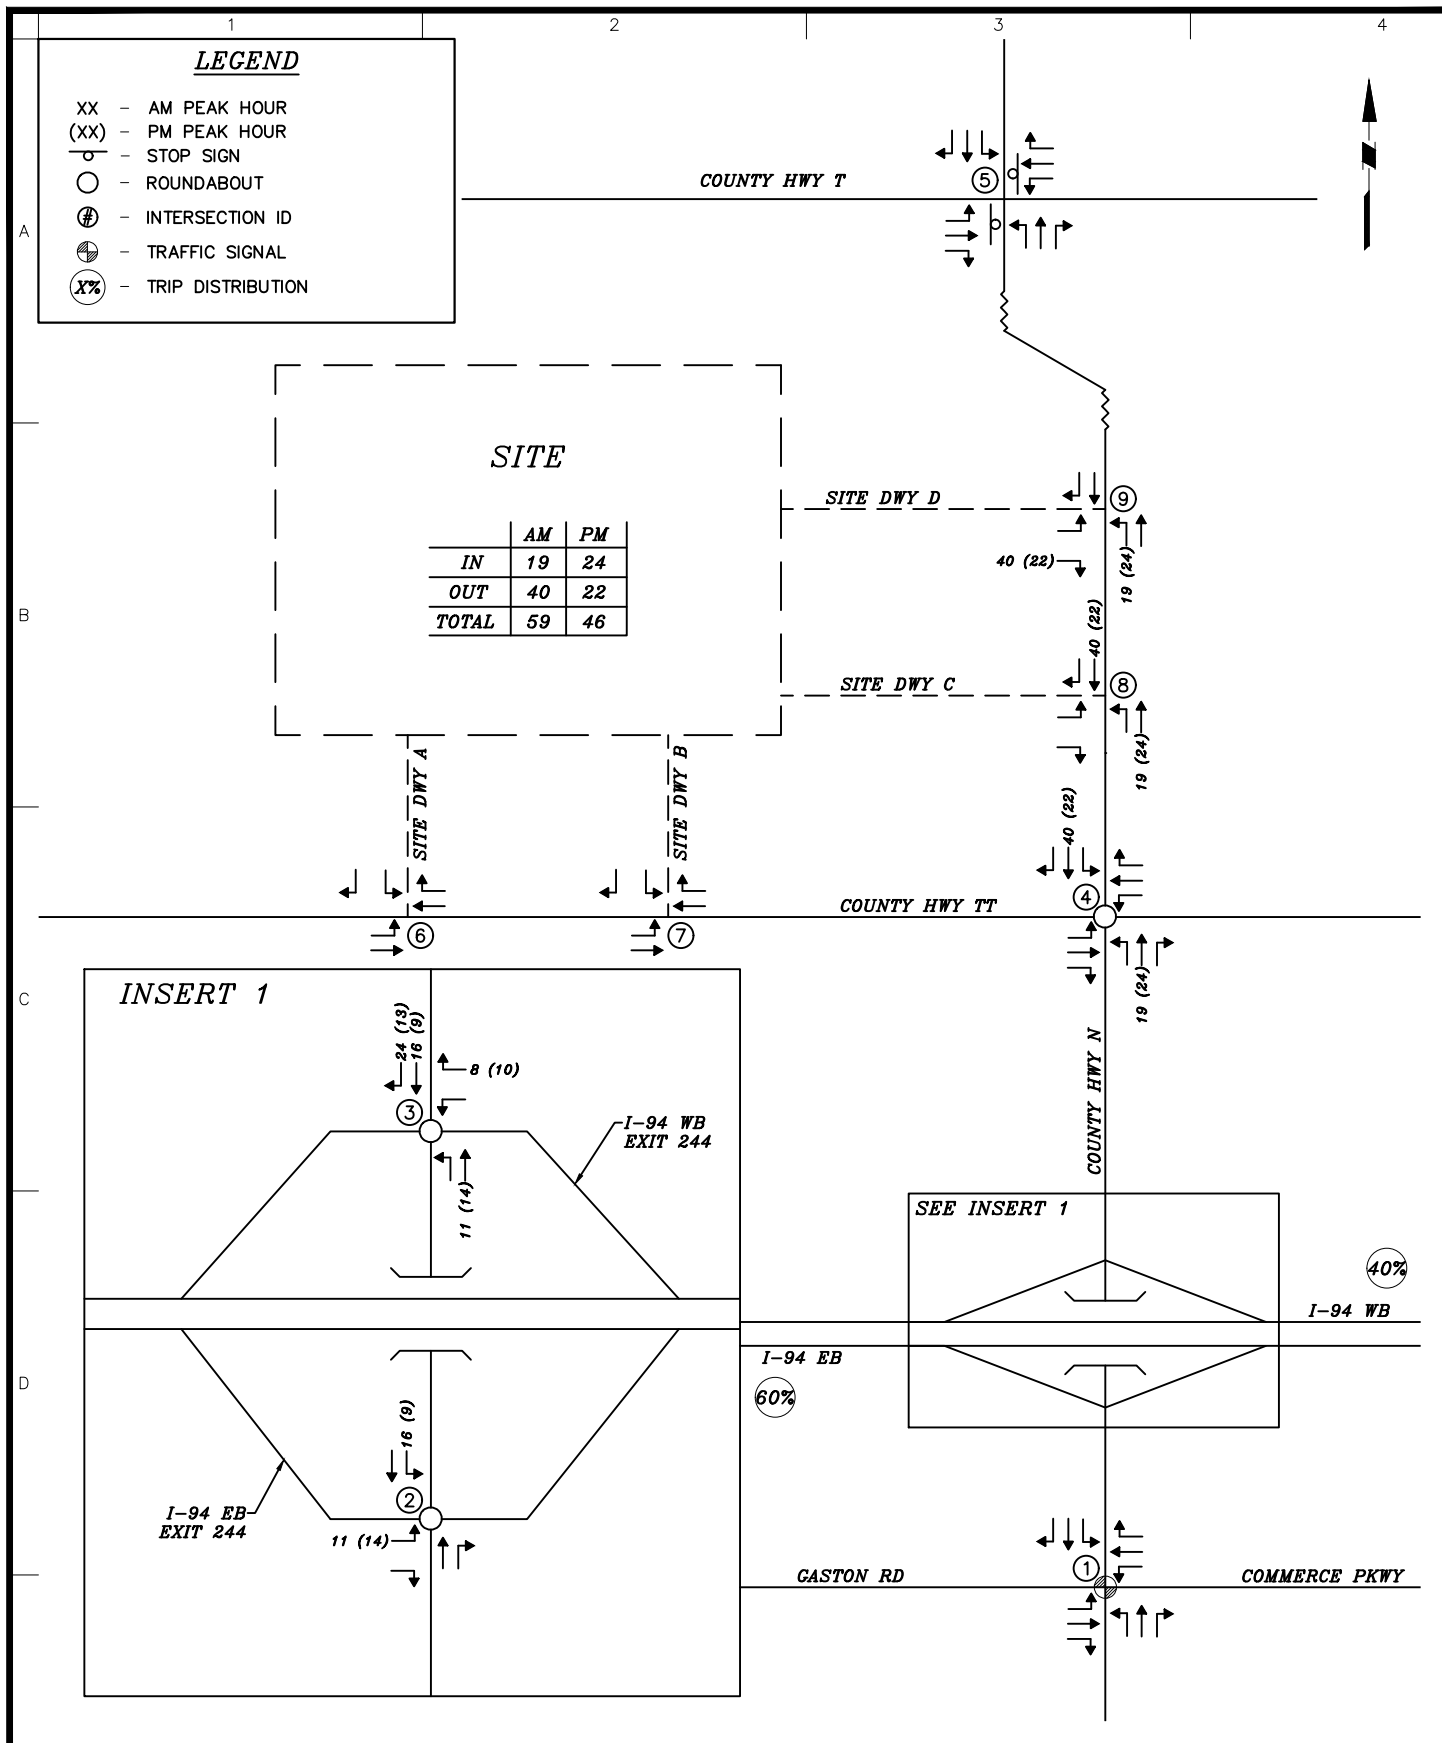 1 2 3 4
LEGEND
XX - AM PEAK HOUR
(XX) - PM PEAK HOUR
- STOP SIGN
- ROUNDABOUT
# - INTERSECTION ID
- TRAFFIC SIGNAL
X% - TRIP DISTRIBUTION
A
B
C
D
COUNTY HWY T
5
SITE
AM PM
IN 19 24
OUT 40 22
TOTAL 59 46
SITE DWY D
9
40 (22)
19 (24)
40 (22)
SITE DWY C
8
19 (24)
SITE DWY A
SITE DWY B
40 (22)
4
COUNTY HWY TT
6
7
19 (24)
COUNTY HWY N
INSERT 1
24 (13)
16 (9)
8 (10)
3
I-94 WB
EXIT 244
11 (14)
SEE INSERT 1
40%
I-94 WB
I-94 EB
60%
16 (9)
2
I-94 EB
EXIT 244
11 (14)
1
GASTON RD
COMMERCE PKWY